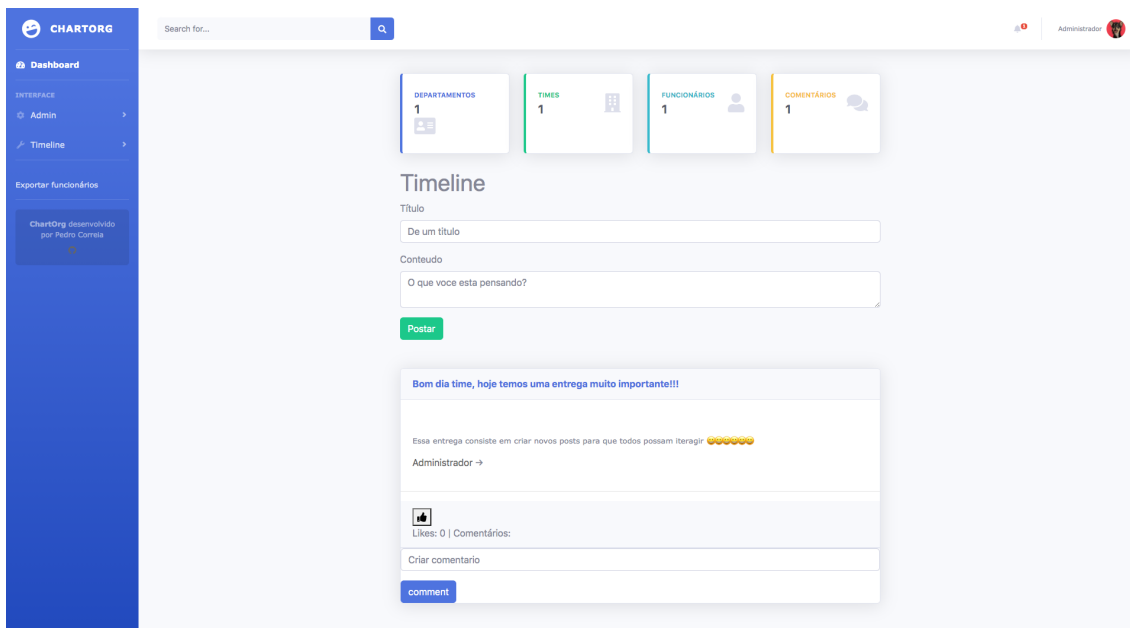 CHARTORG
Search for...
1
Administrador
Dashboard
INTERFACE
Admin
Timeline
Exportar funcionários
ChartOrg desenvolvido
por Pedro Correia
DEPARTAMENTOS
1
TIMES
1
FUNCIONÁRIOS
1
COMENTÁRIOS
1
Timeline
Título
De um titulo
Conteudo
O que voce esta pensando?
Postar
Bom dia time, hoje temos uma entrega muito importante!!!
Essa entrega consiste em criar novos posts para que todos possam iteragir 😀😀😀😀😀😀
Administrador →
Likes: 0 | Comentários:
Criar comentario
comment